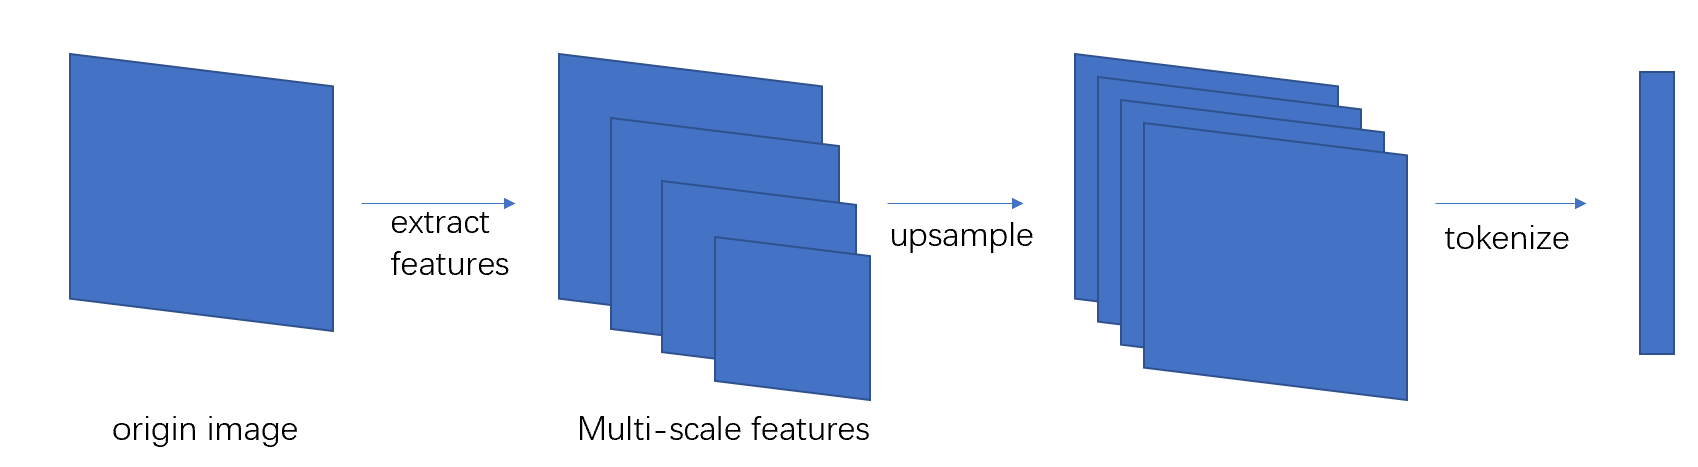 extract
features
upsample
tokenize
origin image
Multi-scale features